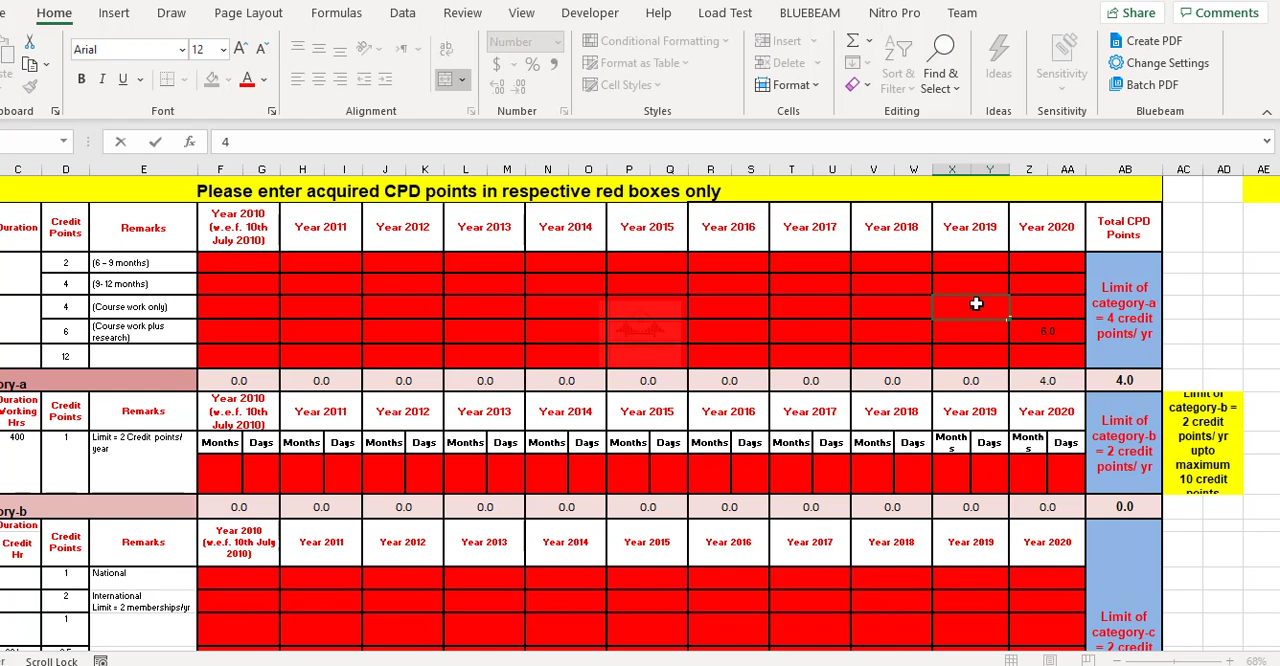 Home Insert Draw Page Layout Formulas Data Review View Developer Help Load Test BLUEBEAM Nitro Pro Team Share Comments
Arial 12 A A ab Number Conditional Formatting Insert Create PDF
Format as Table Delete Change Settings
B I U A $ % Cell Styles Format Sort & Filter Find & Select Ideas Sensitivity Batch PDF
Font Alignment Number Styles Cells Editing Ideas Sensitivity Bluebeam
fx 4
C D E F G H I J K L M N O P Q R S T U V W X Y Z AA AB AC AD AE
Please enter acquired CPD points in respective red boxes only
Duration Credit Points Remarks Year 2010 (w.e.f. 10th July 2010) Year 2011 Year 2012 Year 2013 Year 2014 Year 2015 Year 2016 Year 2017 Year 2018 Year 2019 Year 2020 Total CPD Points
2 (6 - 9 months)
4 (9- 12 months)
4 (Course work only)
6 (Course work plus research) 6.0
12
Limit of category-a = 4 credit points/ yr
ory-a 0.0 0.0 0.0 0.0 0.0 0.0 0.0 0.0 0.0 0.0 4.0 4.0
Duration Working Hrs Credit Points Remarks Year 2010 (w.e.f. 10th July 2010) Year 2011 Year 2012 Year 2013 Year 2014 Year 2015 Year 2016 Year 2017 Year 2018 Year 2019 Year 2020
400 1 Limit = 2 Credit points/ year Months Days Months Days Months Days Months Days Months Days Months Days Months Days Months Days Months Days Months Days Months Days
Limit of category-b = 2 credit points/ yr
Limit of category-b = 2 credit points/ yr upto maximum 10 credit points
ory-b 0.0 0.0 0.0 0.0 0.0 0.0 0.0 0.0 0.0 0.0 0.0 0.0
Duration Credit Hr Credit Points Remarks Year 2010 (w.e.f. 10th July 2010) Year 2011 Year 2012 Year 2013 Year 2014 Year 2015 Year 2016 Year 2017 Year 2018 Year 2019 Year 2020
1 National
2 International
Limit = 2 memberships/yr
1
Limit of category-c = 2 credit
Scroll Lock 68%